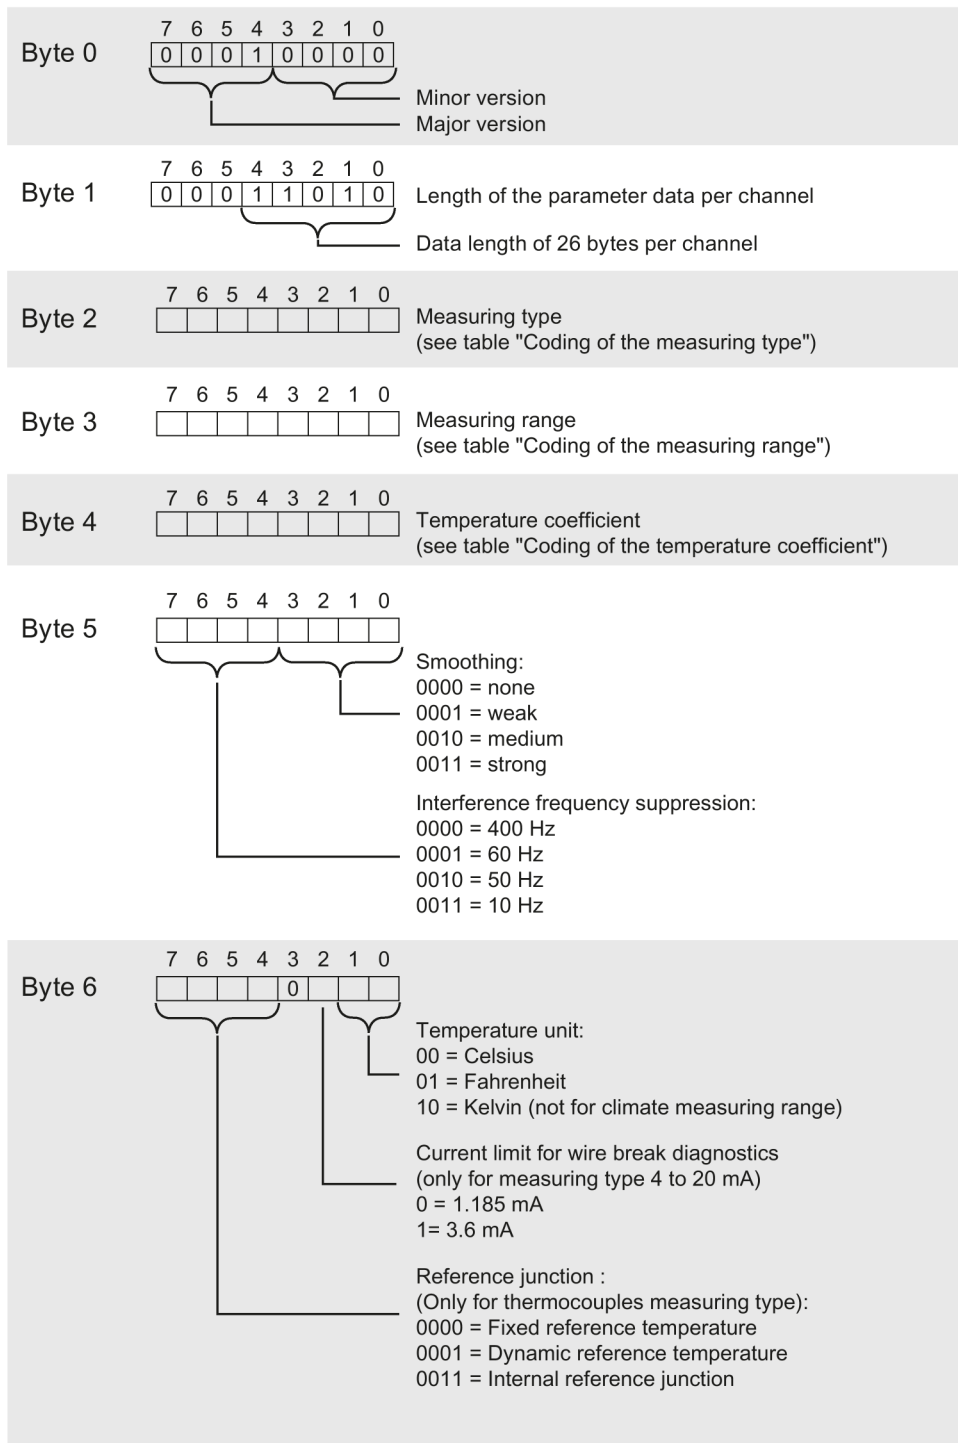 7 6 5 4 3 2 1 0
Byte 0
0 0 0 1 0 0 0 0
Minor version
Major version
7 6 5 4 3 2 1 0
Byte 1
0 0 0 1 1 0 1 0
Length of the parameter data per channel
Data length of 26 bytes per channel
7 6 5 4 3 2 1 0
Byte 2
Measuring type
(see table "Coding of the measuring type")
7 6 5 4 3 2 1 0
Byte 3
Measuring range
(see table "Coding of the measuring range")
7 6 5 4 3 2 1 0
Byte 4
Temperature coefficient
(see table "Coding of the temperature coefficient")
7 6 5 4 3 2 1 0
Byte 5
Smoothing:
0000 = none
0001 = weak
0010 = medium
0011 = strong
Interference frequency suppression:
0000 = 400 Hz
0001 = 60 Hz
0010 = 50 Hz
0011 = 10 Hz
7 6 5 4 3 2 1 0
Byte 6
0
Temperature unit:
00 = Celsius
01 = Fahrenheit
10 = Kelvin (not for climate measuring range)
Current limit for wire break diagnostics
(only for measuring type 4 to 20 mA)
0 = 1.185 mA
1= 3.6 mA
Reference junction :
(Only for thermocouples measuring type):
0000 = Fixed reference temperature
0001 = Dynamic reference temperature
0011 = Internal reference junction